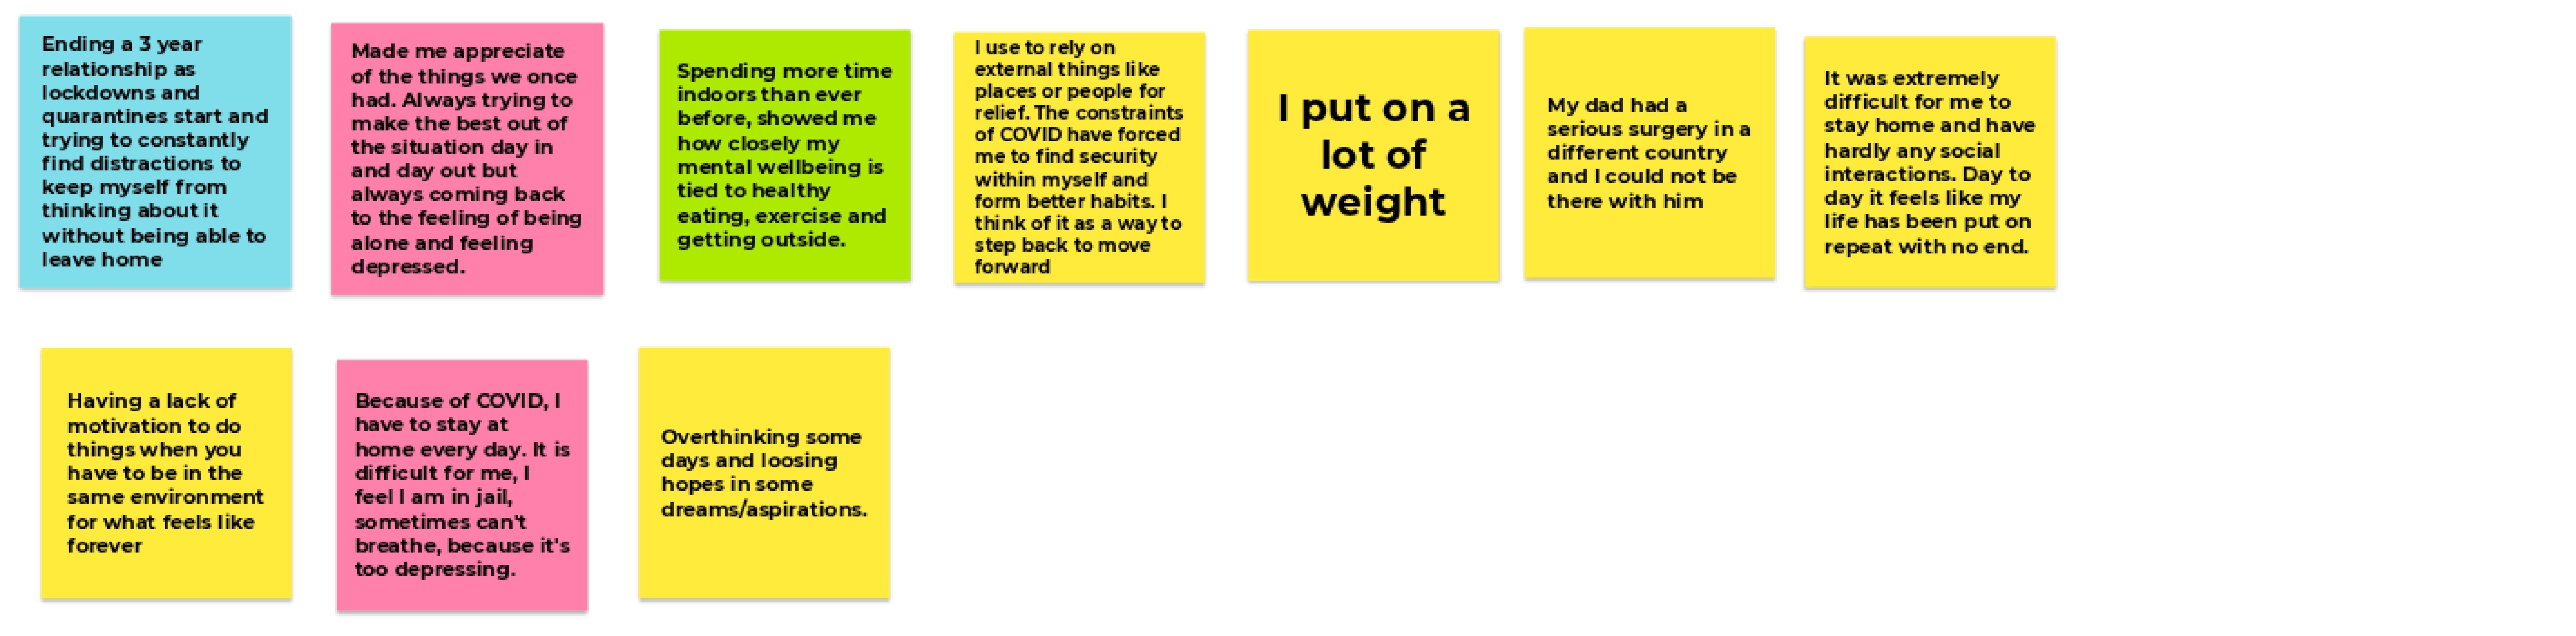 Ending a 3 year
relationship as
lockdowns and
quarantines start and
trying to constantly
find distractions to
keep myself from
thinking about it
without being able to
leave home
Made me appreciate
of the things we once
had. Always trying to
make the best out of
the situation day in
and day out but
always coming back
to the feeling of being
alone and feeling
depressed.
Spending more time
indoors than ever
before, showed me
how closely my
mental wellbeing is
tied to healthy
eating, exercise and
getting outside.
I use to rely on
external things like
places or people for
relief. The constraints
of COVID have forced
me to find security
within myself and
form better habits. I
think of it as a way to
step back to move
forward
I put on a
lot of
weight
My dad had a
serious surgery in a
different country
and I could not be
there with him
It was extremely
difficult for me to
stay home and have
hardly any social
interactions. Day to
day it feels like my
life has been put on
repeat with no end.
Having a lack of
motivation to do
things when you
have to be in the
same environment
for what feels like
forever
Because of COVID, I
have to stay at
home every day. It is
difficult for me, I
feel I am in jail,
sometimes can't
breathe, because it's
too depressing.
Overthinking some
days and loosing
hopes in some
dreams/aspirations.